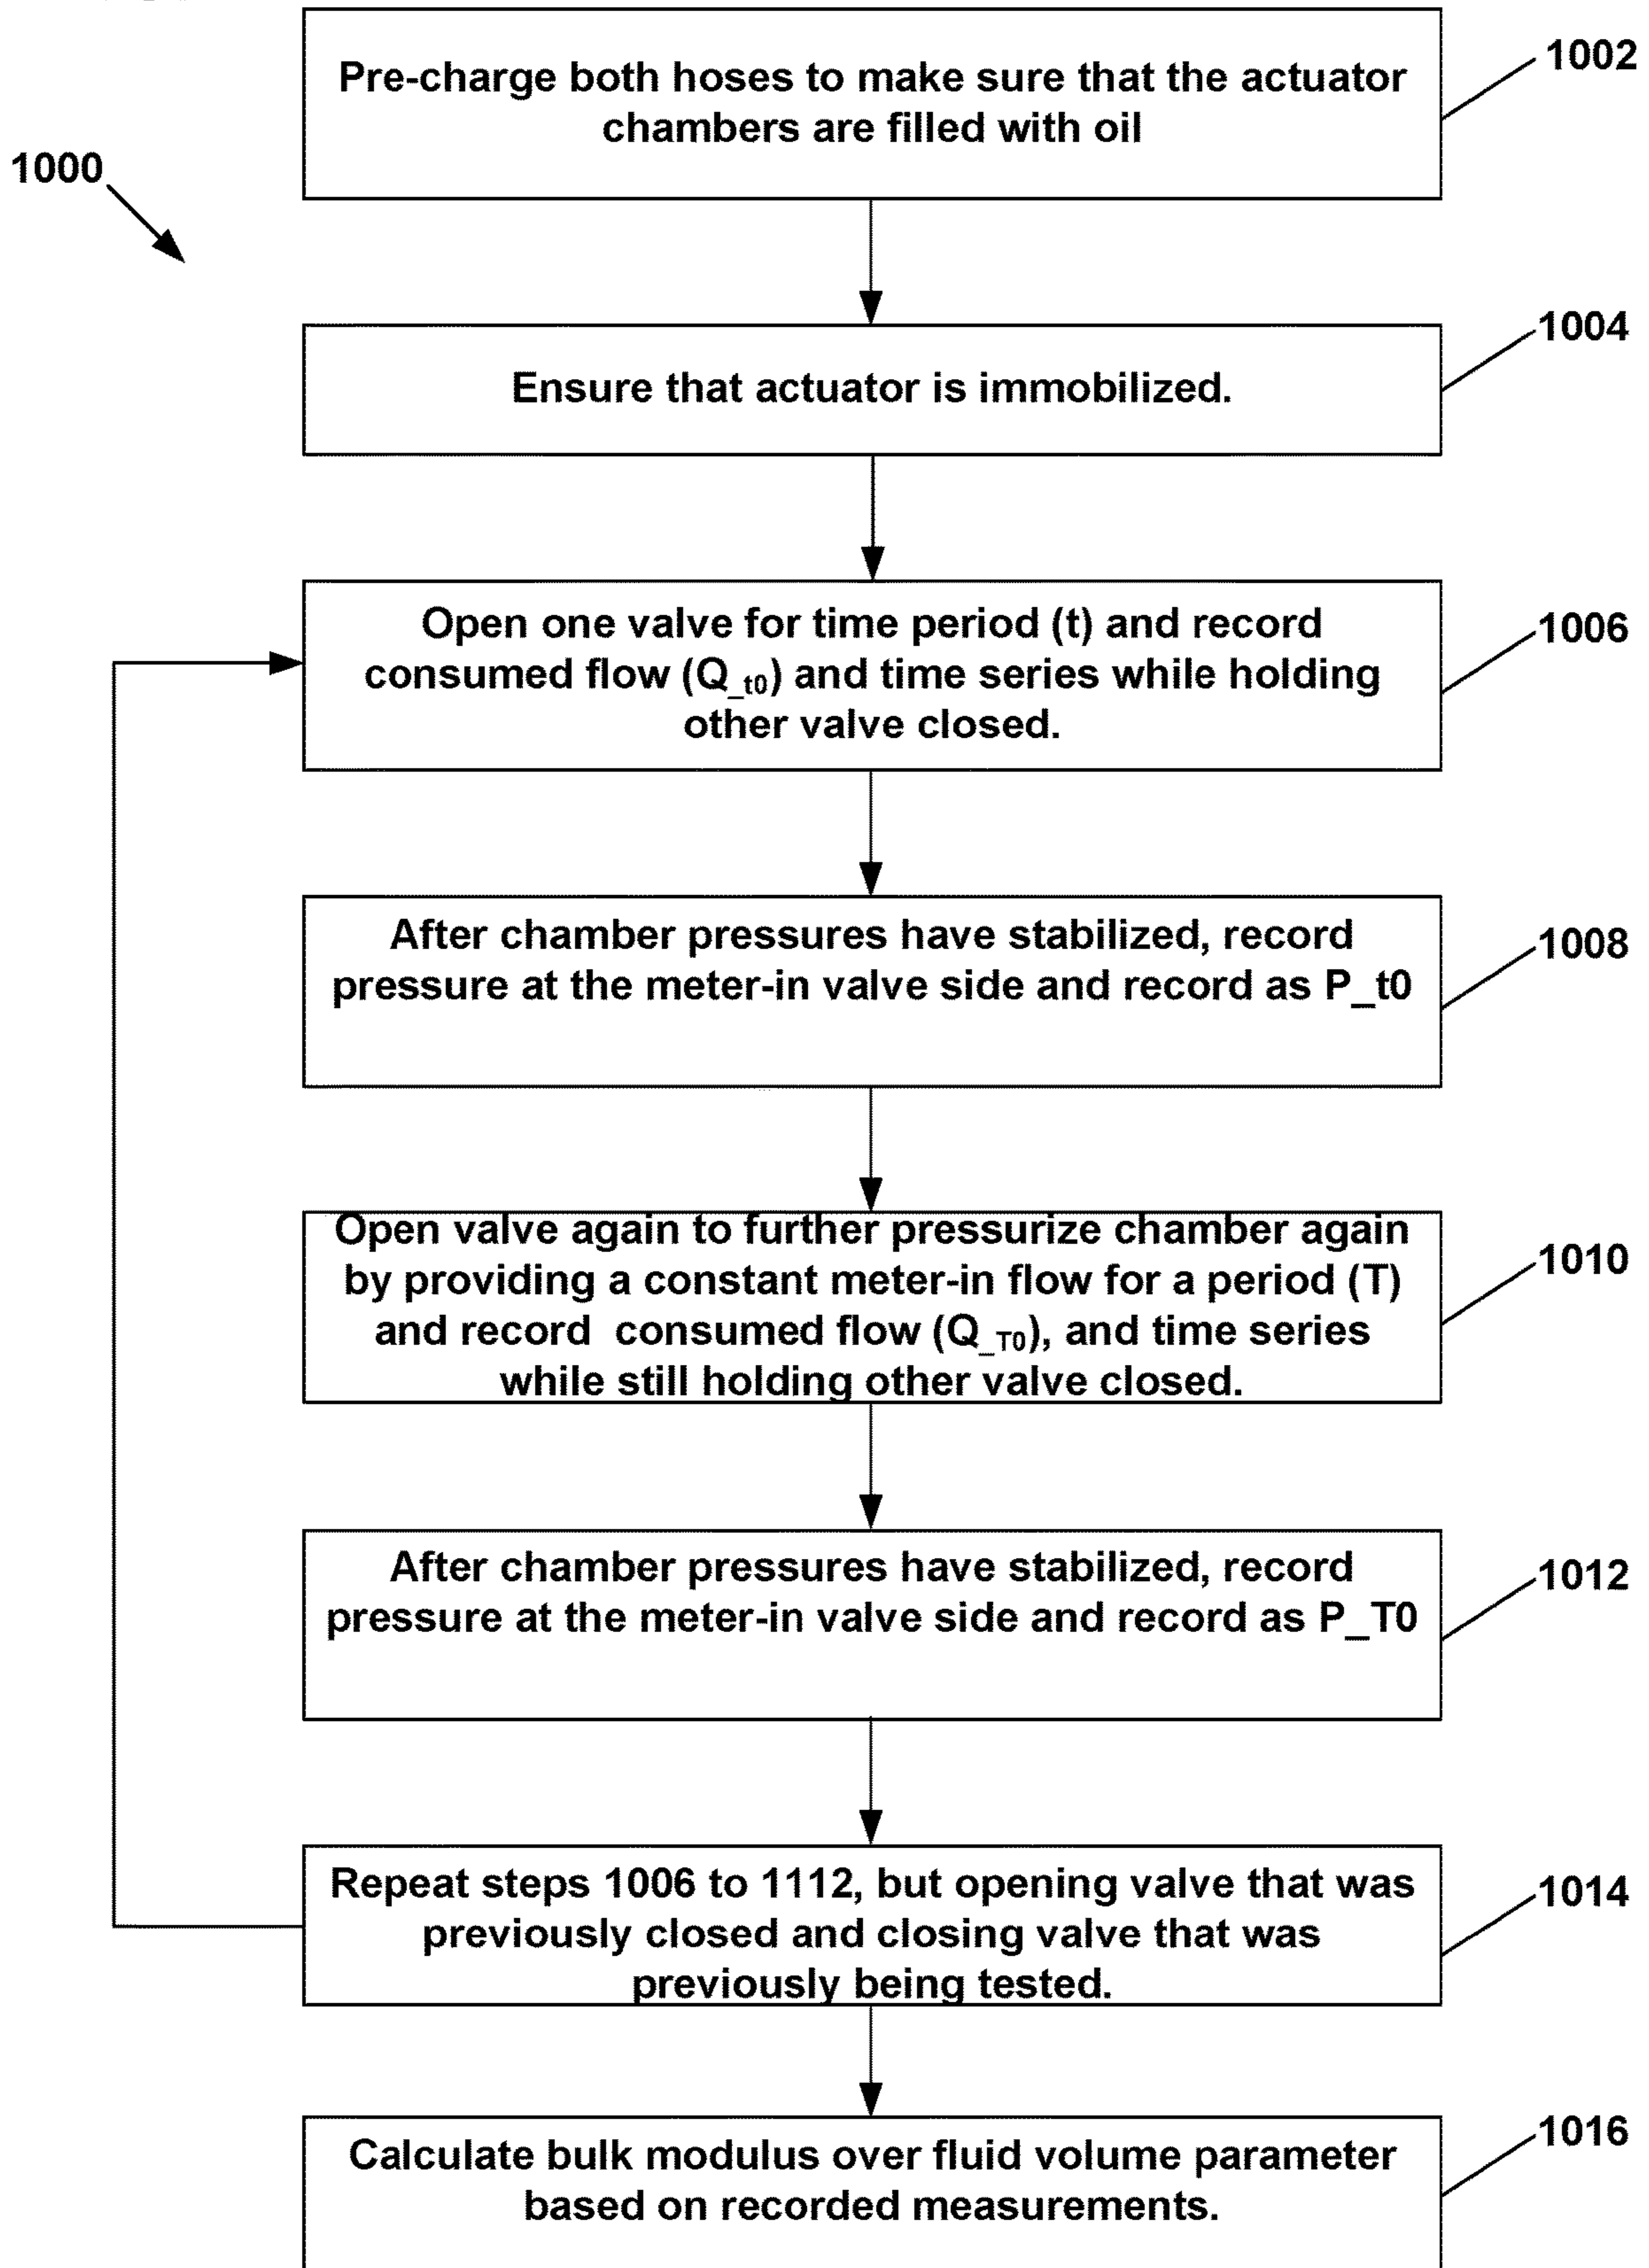 Pre-charge both hoses to make sure that the actuator
chambers are filled with oil
1002
1000
Ensure that actuator is immobilized.
1004
Open one valve for time period (t) and record
consumed flow (Q_t0) and time series while holding
other valve closed.
1006
After chamber pressures have stabilized, record
pressure at the meter-in valve side and record as P_t0
1008
Open valve again to further pressurize chamber again
by providing a constant meter-in flow for a period (T)
and record consumed flow (Q_T0), and time series
while still holding other valve closed.
1010
After chamber pressures have stabilized, record
pressure at the meter-in valve side and record as P_T0
1012
Repeat steps 1006 to 1112, but opening valve that was
previously closed and closing valve that was
previously being tested.
1014
Calculate bulk modulus over fluid volume parameter
based on recorded measurements.
1016